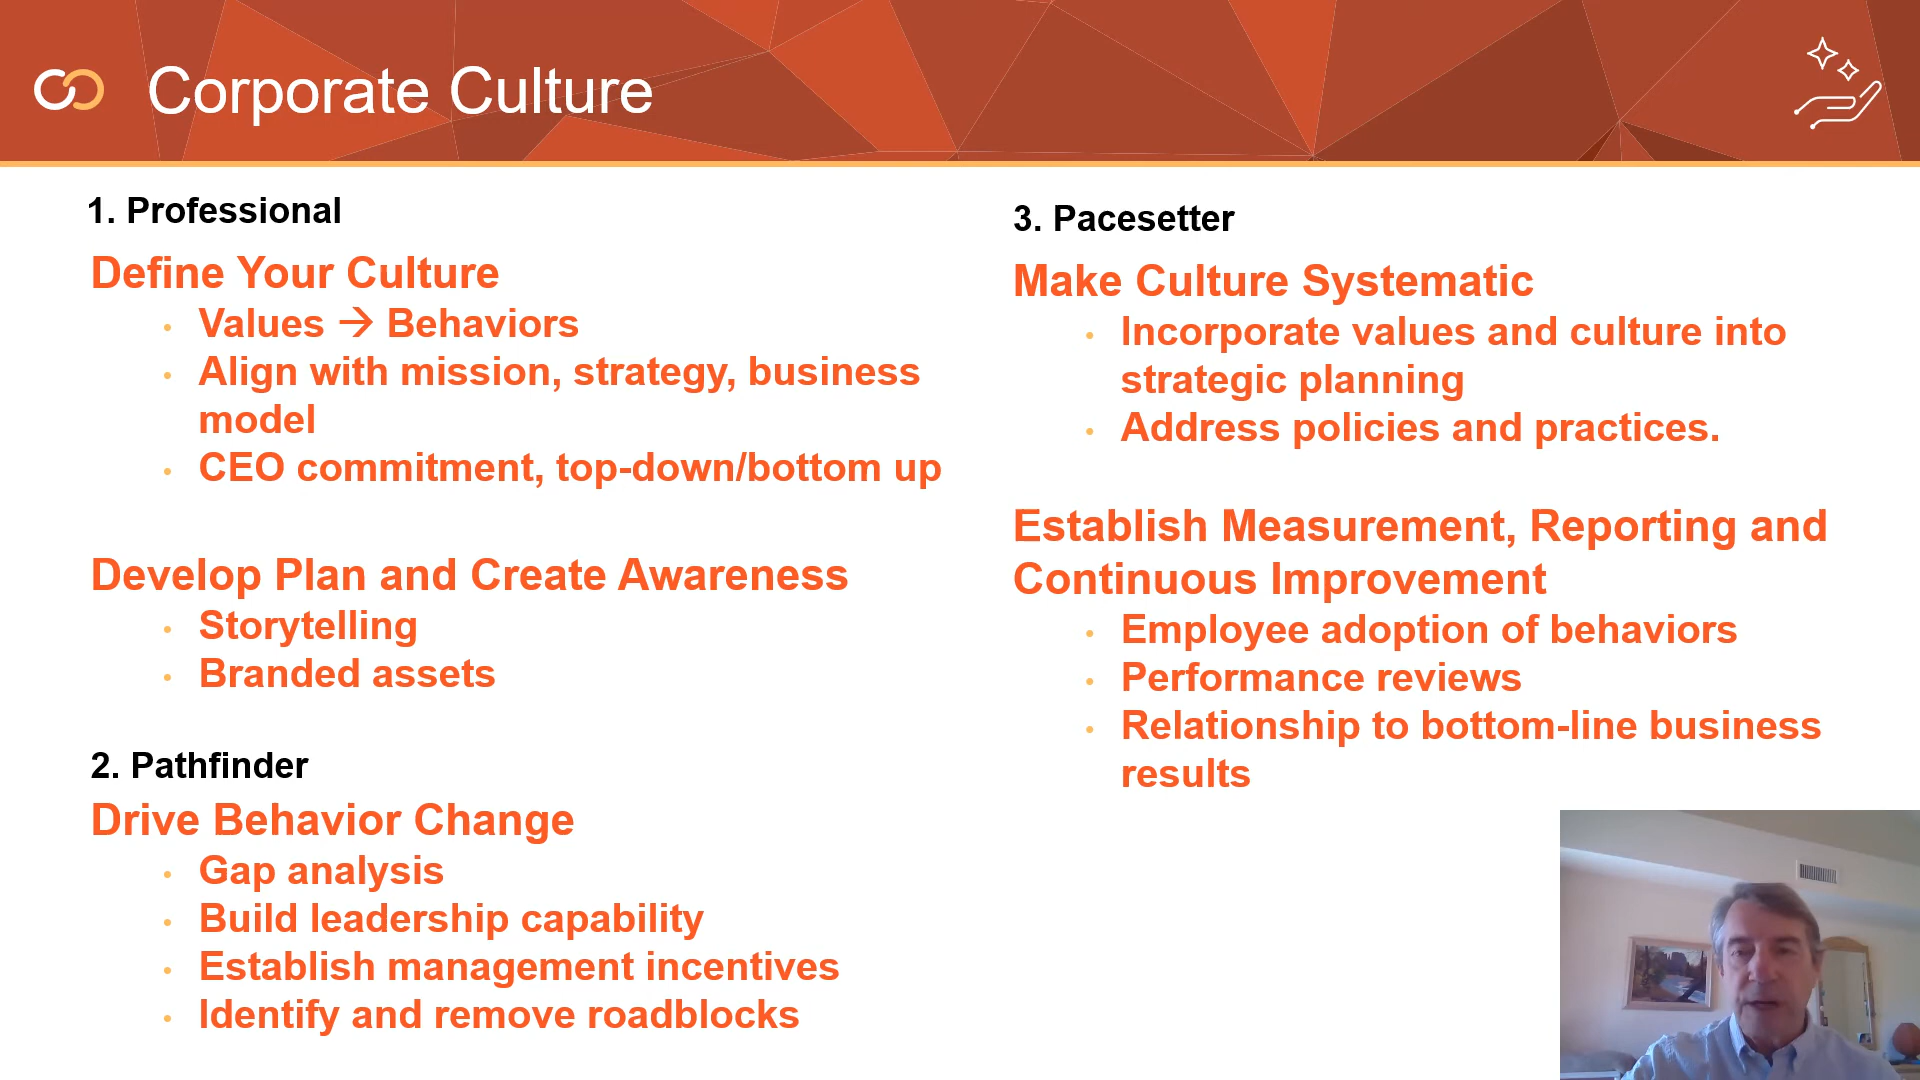 Corporate Culture
1. Professional
Define Your Culture
• Values → Behaviors
• Align with mission, strategy, business
model
• CEO commitment, top-down/bottom up
Develop Plan and Create Awareness
• Storytelling
• Branded assets
2. Pathfinder
Drive Behavior Change
• Gap analysis
• Build leadership capability
• Establish management incentives
• Identify and remove roadblocks
3. Pacesetter
Make Culture Systematic
• Incorporate values and culture into
strategic planning
• Address policies and practices.
Establish Measurement, Reporting and
Continuous Improvement
• Employee adoption of behaviors
• Performance reviews
• Relationship to bottom-line business
results